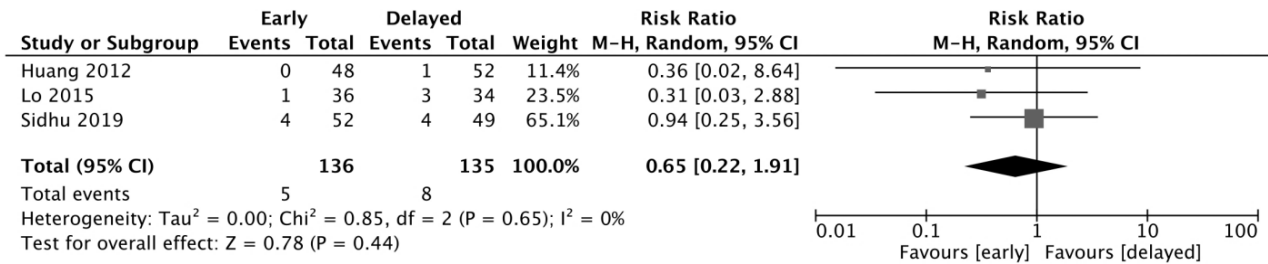 Early Delayed Risk Ratio Risk Ratio
Study or Subgroup Events Total Events Total Weight M-H, Random, 95% CI M-H, Random, 95% CI
Huang 2012 0 48 1 52 11.4% 0.36 [0.02, 8.64]
Lo 2015 1 36 3 34 23.5% 0.31 [0.03, 2.88]
Sidhu 2019 4 52 4 49 65.1% 0.94 [0.25, 3.56]
Total (95% CI) 136 135 100.0% 0.65 [0.22, 1.91]
Total events 5 8
Heterogeneity: Tau² = 0.00; Chi² = 0.85, df = 2 (P = 0.65); I² = 0%
Test for overall effect: Z = 0.78 (P = 0.44)
0.01 0.1 1 10 100
Favours [early] Favours [delayed]